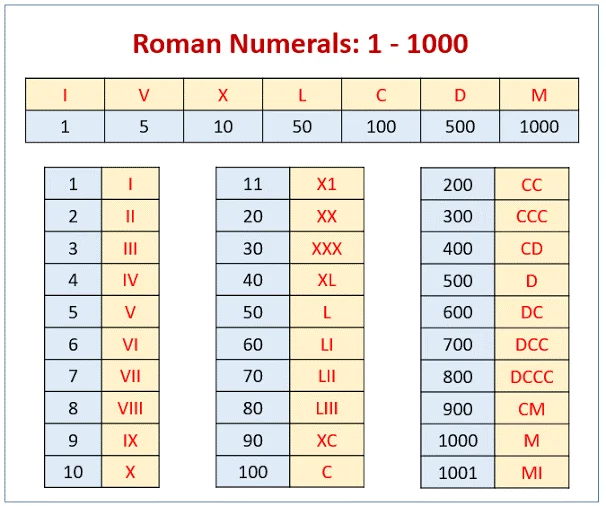 Roman Numerals: 1 - 1000
I V X L C D M
1 5 10 50 100 500 1000
1 I
2 II
3 III
4 IV
5 V
6 VI
7 VII
8 VIII
9 IX
10 X
11 X1
20 XX
30 XXX
40 XL
50 L
60 LI
70 LII
80 LIII
90 XC
100 C
200 CC
300 CCC
400 CD
500 D
600 DC
700 DCC
800 DCCC
900 CM
1000 M
1001 MI